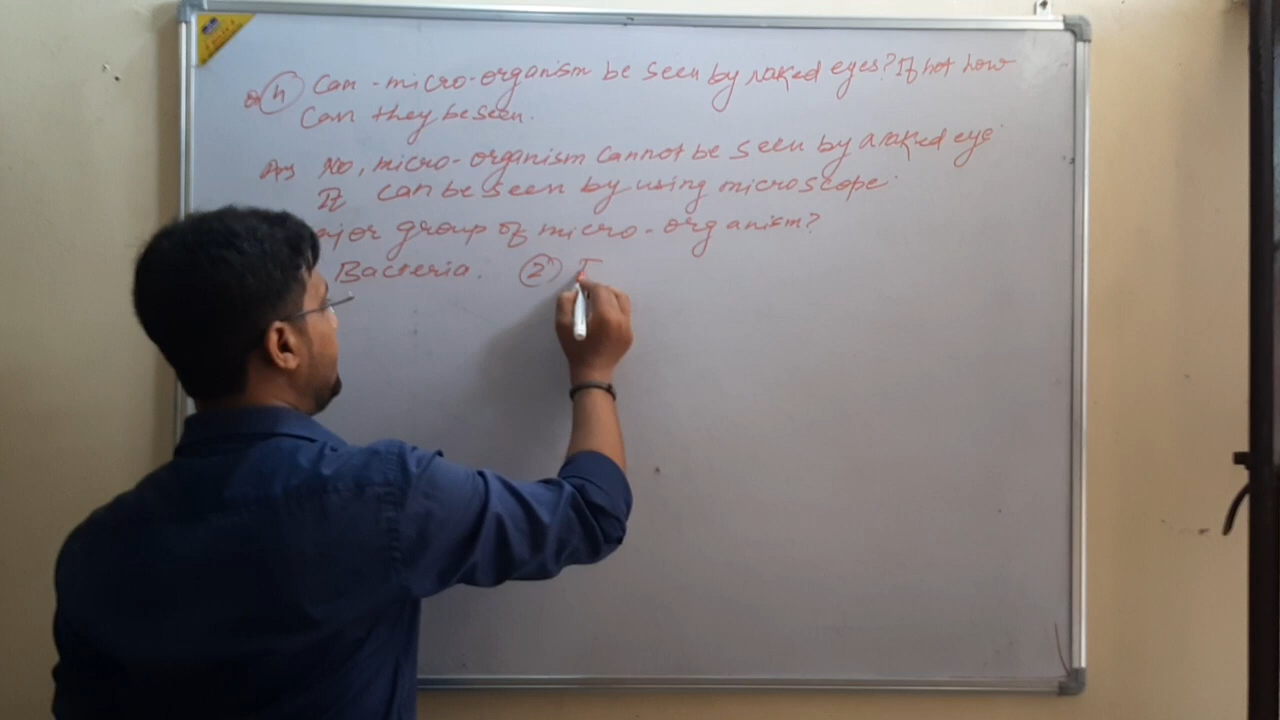 Q (h) Can - micro-organism be seen by naked eyes? If not how
Can they be seen.
Ans No, micro-organism cannot be seen by anaked eye
It can be seen by using microscope.
ajor group of micro-organism?
Bacteria. (2)